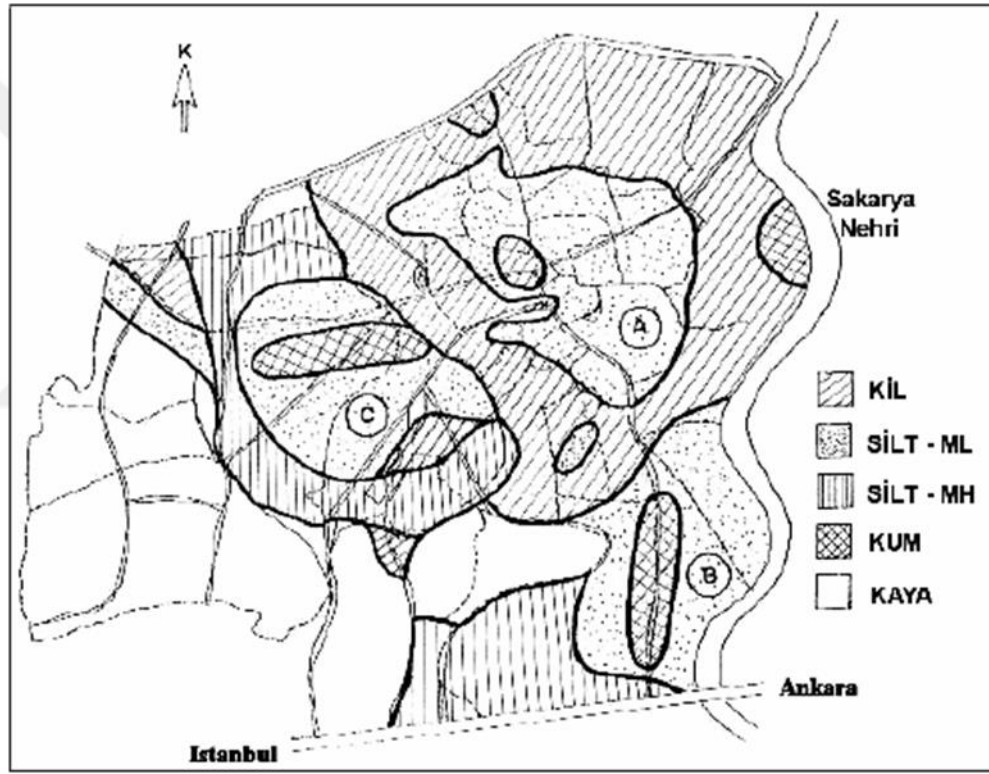 K
Sakarya
Nehri
A
C
B
KİL
SİLT - ML
SİLT - MH
KUM
KAYA
Ankara
Istanbul